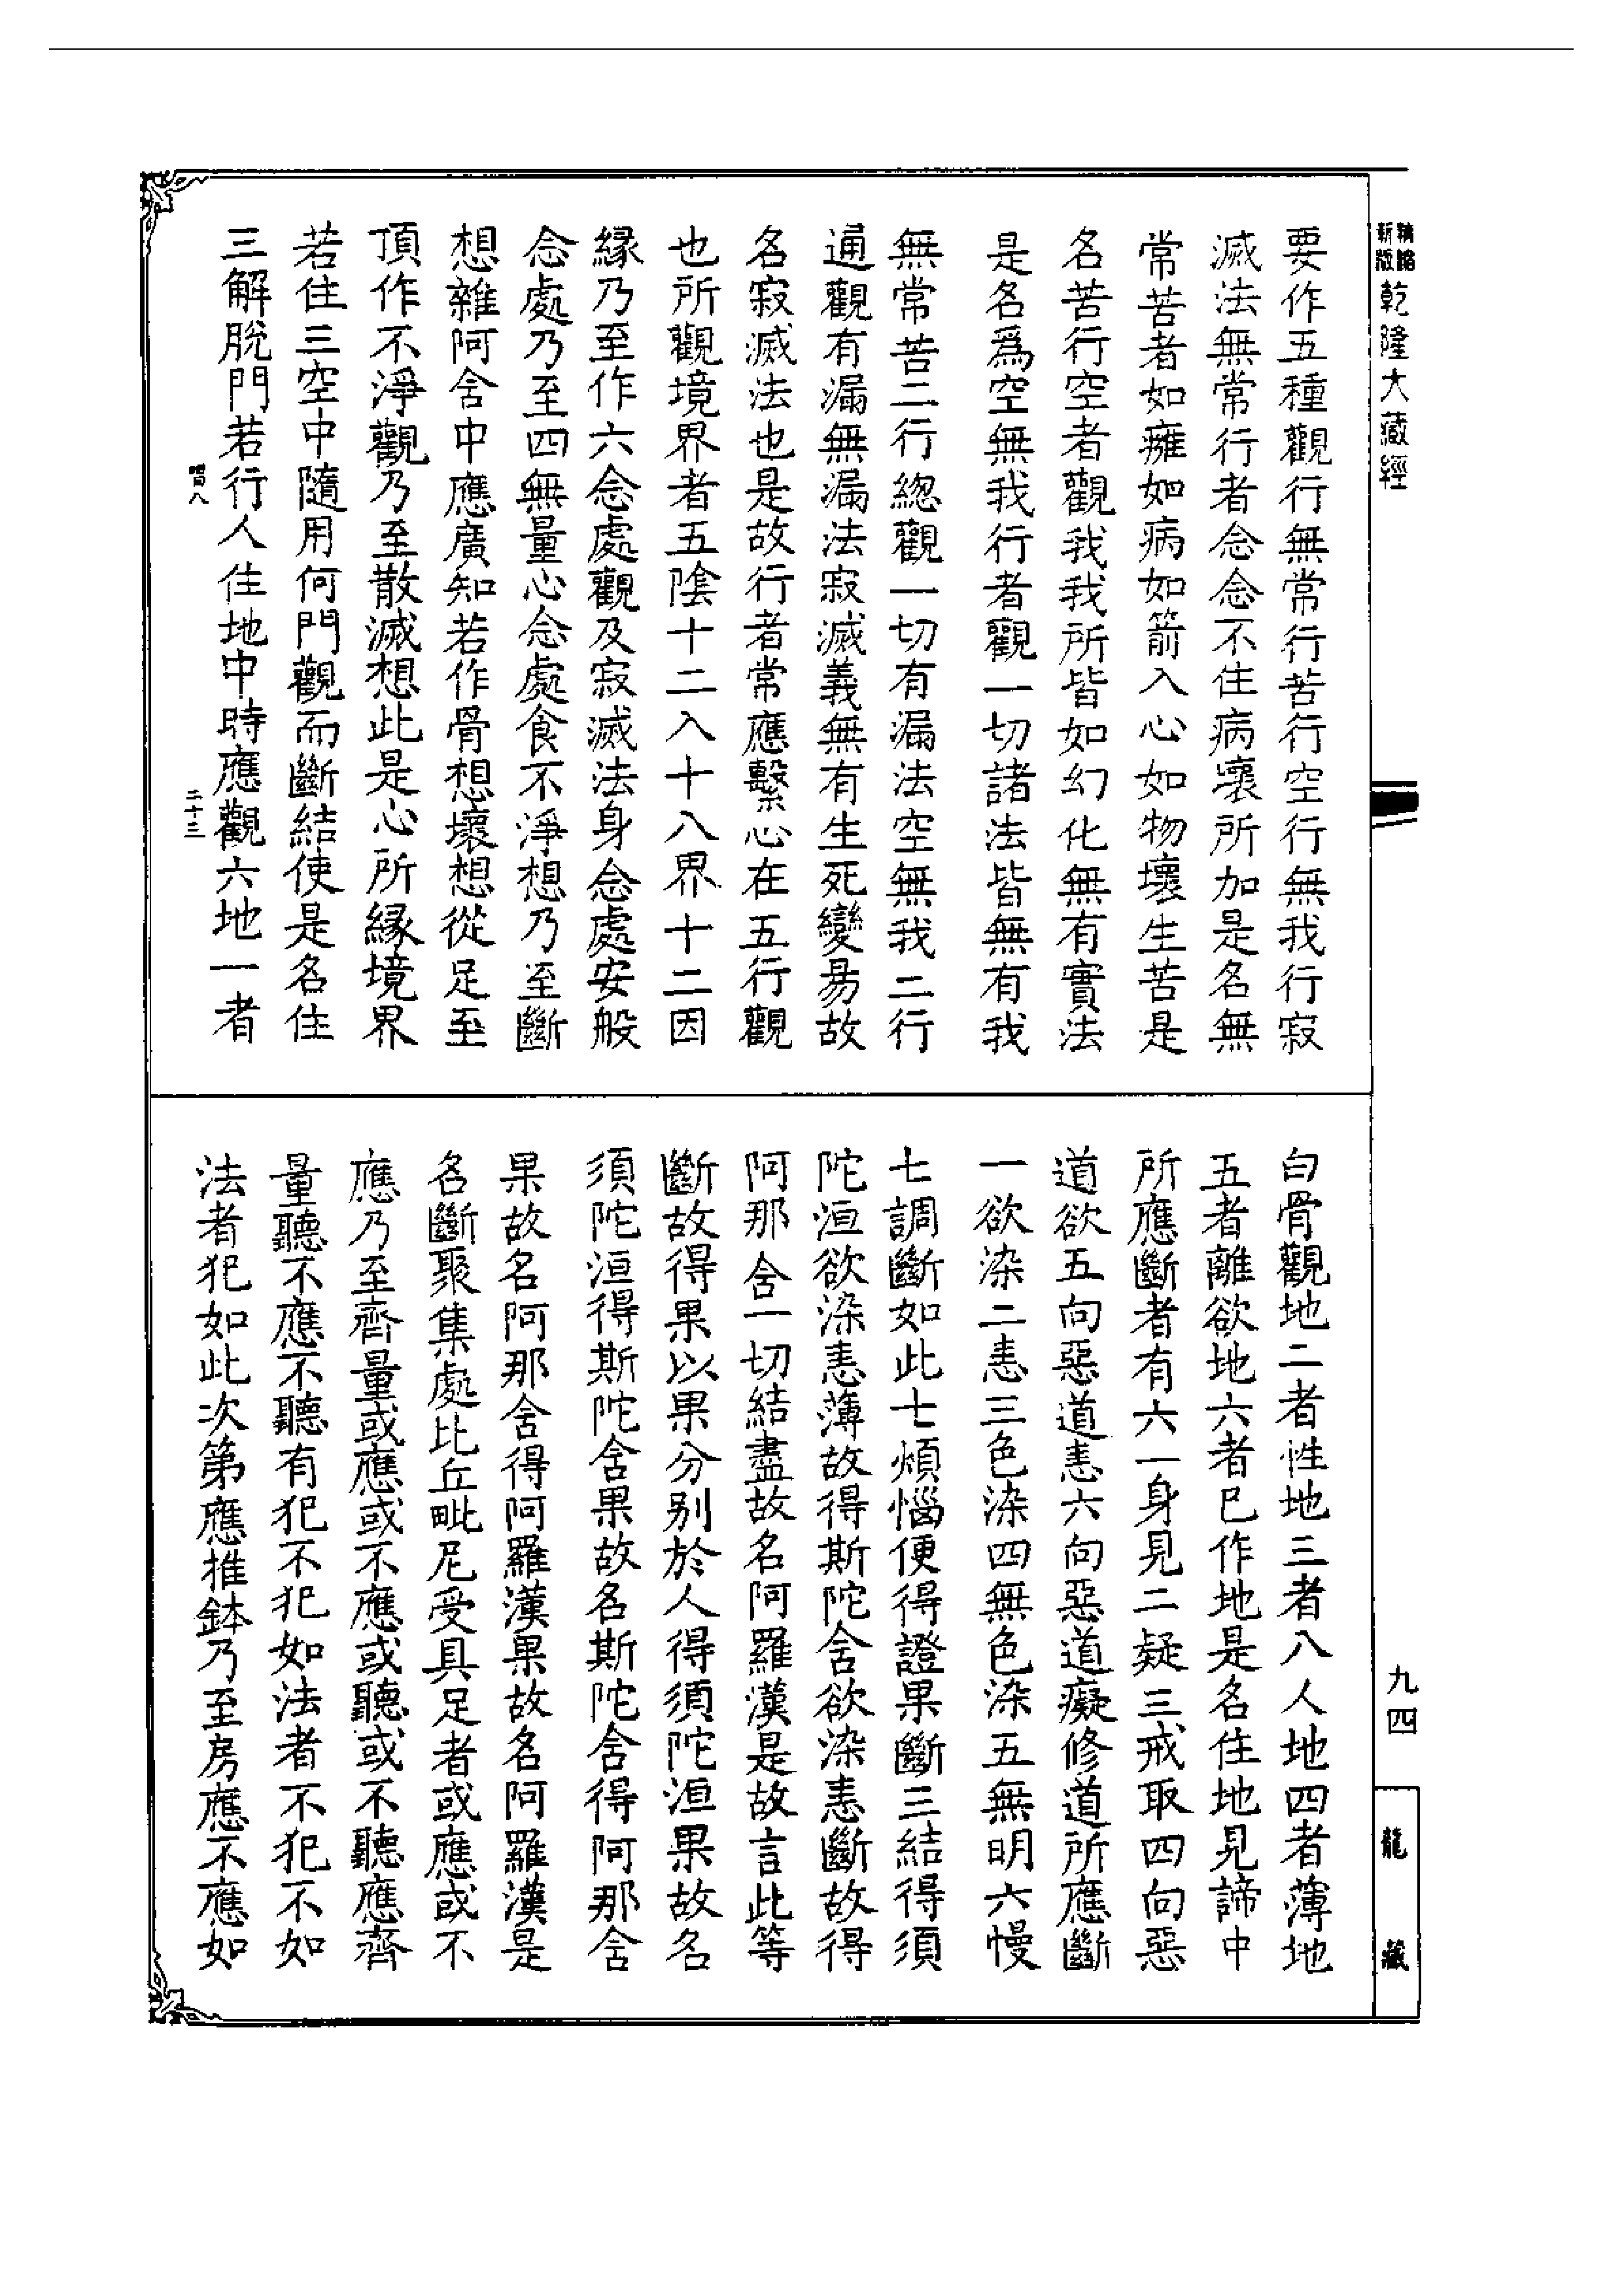 新版
精縮
乾隆大藏經
要作五種觀行無常行苦行空行無我行寂
滅法無常行者念念不住病壞所加是名無
常苦者如癰如病如箭入心如物壞生苦是
名苦行空者觀我我所皆如幻化無有實法
是名爲空無我行者觀一切諸法皆無有我
無常苦二行總觀一切有漏法空無我二行
通觀有漏無漏法寂滅義無有生死變易故
名寂滅法也是故行者常應繫心在五行觀
也所觀境界者五陰十二入十八界十二因
緣乃至作六念處觀及寂滅法身念處安般
念處乃至四無量心念處食不淨想乃至斷
想雜阿含中應廣知若作骨想壞想從足至
頂作不淨觀乃至散滅想此是心所緣境界
若住三空中隨用何門觀而斷結使是名住
三解脫門若行人住地中時應觀六地一者
二十三
白骨觀地二者性地三者八人地四者薄地
五者離欲地六者已作地是名住地見諦中
所應斷者有六一身見二疑三戒取四向惡
道欲五向惡道恚六向惡道癡修道所應斷
一欲染二恚三色染四無色染五無明六慢
七調斷如此七煩惱便得證果斷三結得須
陀洹欲染恚薄故得斯陀含欲染恚斷故得
阿那含一切結盡故名阿羅漢是故言此等
斷故得果以果分別於人得須陀洹果故名
須陀洹得斯陀含果故名斯陀含得阿那含
果故名阿那含得阿羅漢果故名阿羅漢是
名斷聚集處比丘毗尼受具足者或應或不
應乃至齊量或應或不應或聽或不聽應齊
量聽不應不聽有犯不犯如法者不犯不如
法者犯如此次第應推鉢乃至房應不應如
九四
龍藏